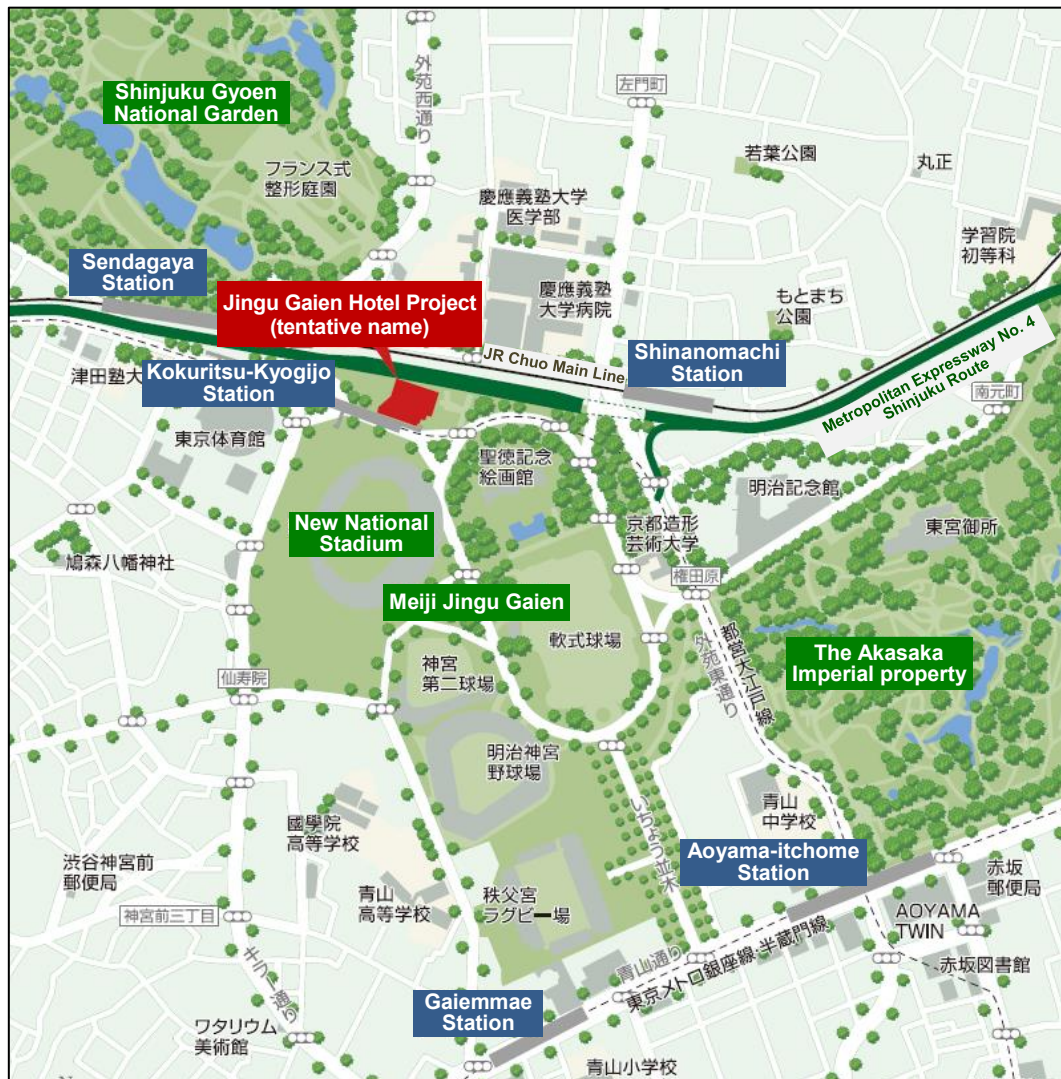 Shinjuku Gyoen
National Garden
外苑西通り
左門町
フランス式
整形庭園
若葉公園
丸正
慶應義塾大学
医学部
学習院
初等科
Sendagaya
Station
Jingu Gaien Hotel Project
(tentative name)
慶應義塾
大学病院
もとまち
公園
JR Chuo Main Line
Shinanomachi
Station
Metropolitan Expressway No. 4
Shinjuku Route
南元町
津田塾大
Kokuritsu-Kyogijo
Station
東京体育館
聖徳記念
絵画館
明治記念館
New National
Stadium
京都造形
芸術大学
東宮御所
鳩森八幡神社
権田原
Meiji Jingu Gaien
軟式球場
外苑東通り
都営大江戸線
The Akasaka
Imperial property
神宮
第二球場
仙寿院
明治神宮
野球場
青山
中学校
國學院
高等学校
いちょう並木
Aoyama-itchome
Station
渋谷神宮前
郵便局
青山
高等学校
秩父宮
ラグビー場
赤坂
郵便局
神宮前三丁目
AOYAMA
TWIN
キラー通り
青山通り
東京メトロ銀座線・半蔵門線
赤坂図書館
Gaiemmae
Station
ワタリウム
美術館
青山小学校